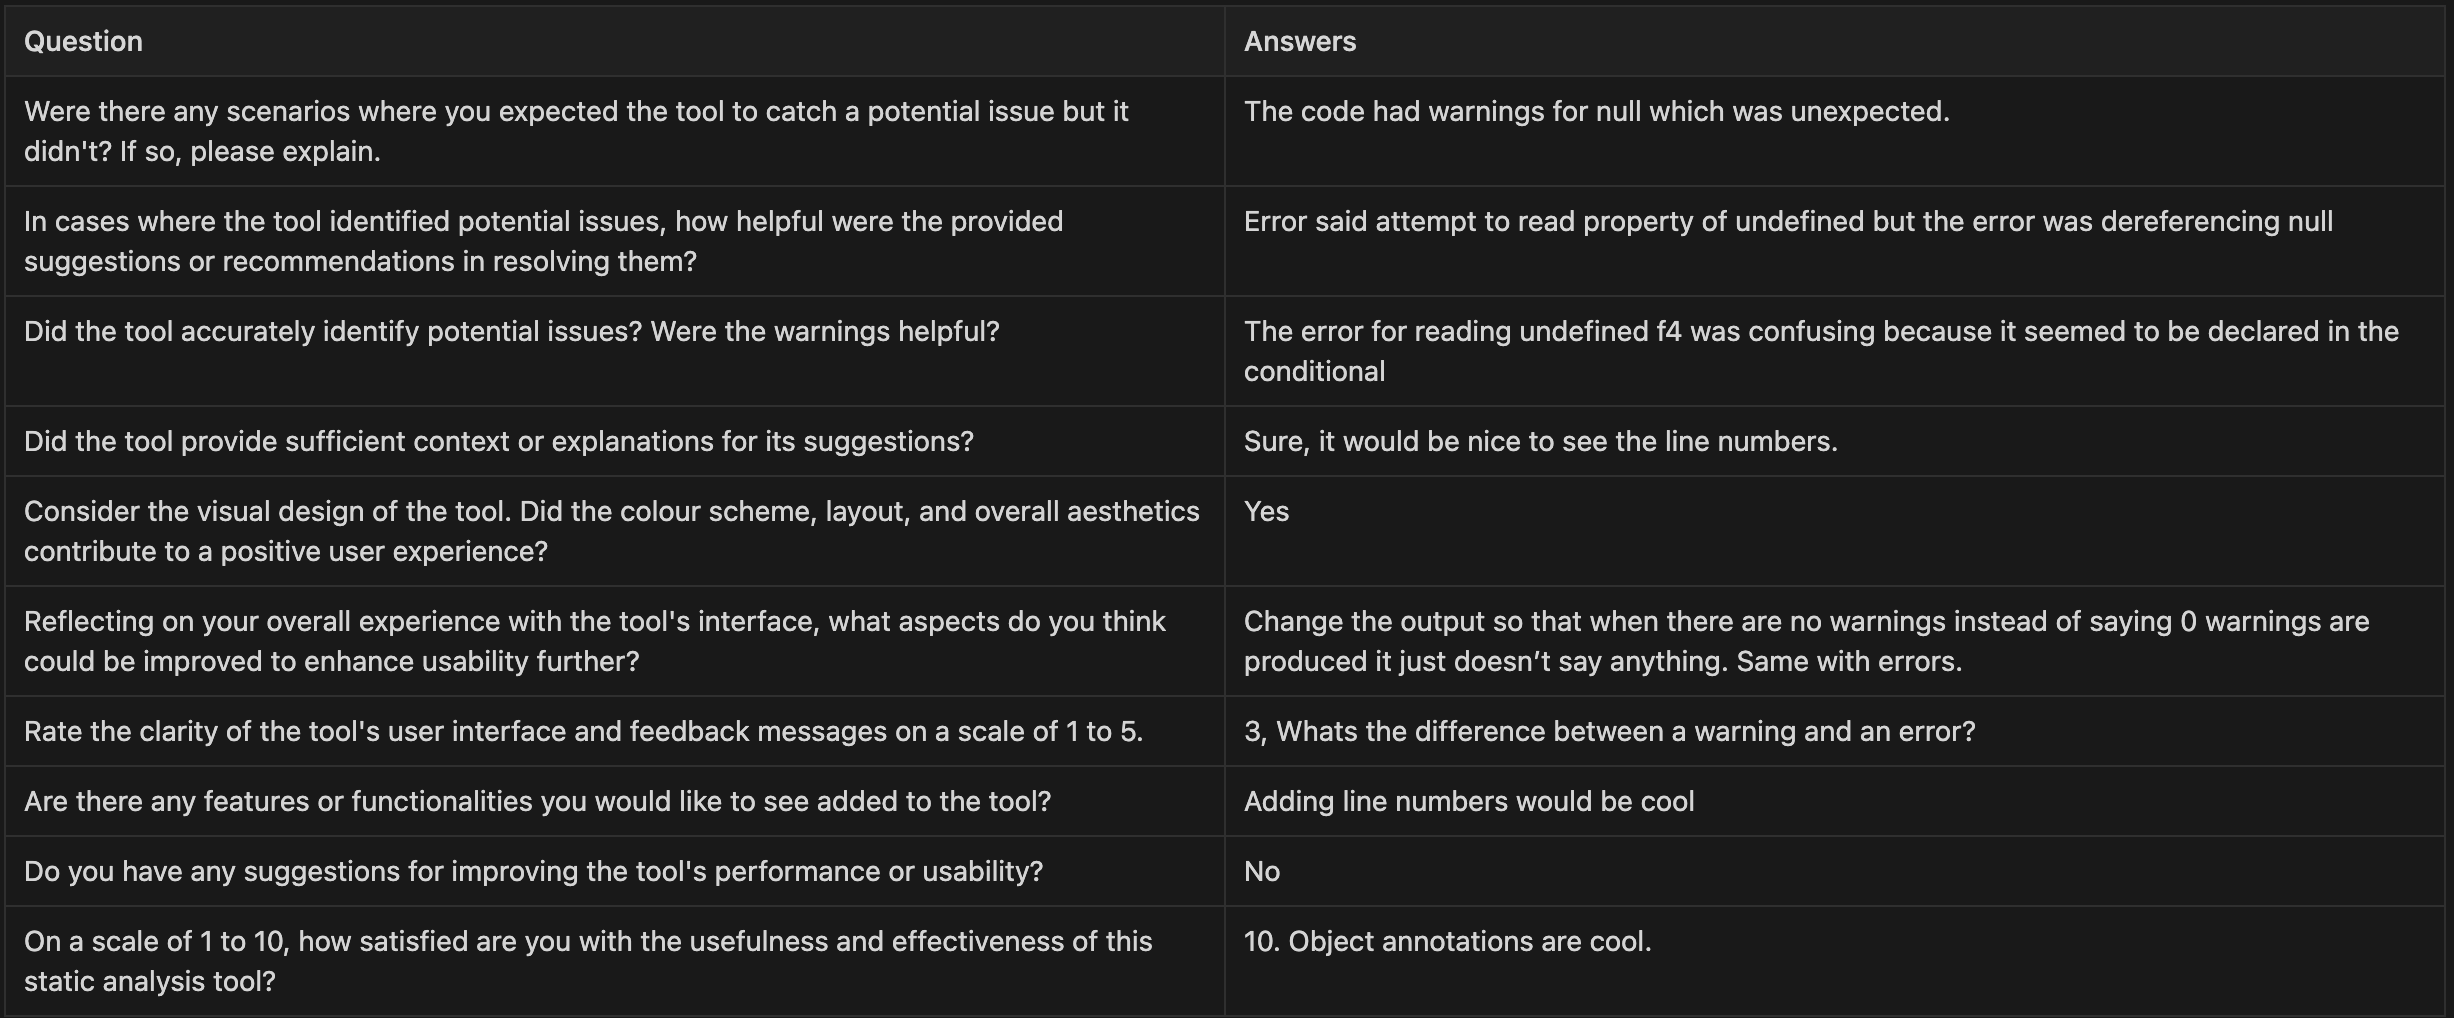 Question
Answers
Were there any scenarios where you expected the tool to catch a potential issue but it
didn't? If so, please explain.
The code had warnings for null which was unexpected.
In cases where the tool identified potential issues, how helpful were the provided
suggestions or recommendations in resolving them?
Error said attempt to read property of undefined but the error was dereferencing null
Did the tool accurately identify potential issues? Were the warnings helpful?
The error for reading undefined f4 was confusing because it seemed to be declared in the
conditional
Did the tool provide sufficient context or explanations for its suggestions?
Sure, it would be nice to see the line numbers.
Consider the visual design of the tool. Did the colour scheme, layout, and overall aesthetics
contribute to a positive user experience?
Yes
Reflecting on your overall experience with the tool's interface, what aspects do you think
could be improved to enhance usability further?
Change the output so that when there are no warnings instead of saying 0 warnings are
produced it just doesn’t say anything. Same with errors.
Rate the clarity of the tool's user interface and feedback messages on a scale of 1 to 5.
3, Whats the difference between a warning and an error?
Are there any features or functionalities you would like to see added to the tool?
Adding line numbers would be cool
Do you have any suggestions for improving the tool's performance or usability?
No
On a scale of 1 to 10, how satisfied are you with the usefulness and effectiveness of this
static analysis tool?
10. Object annotations are cool.